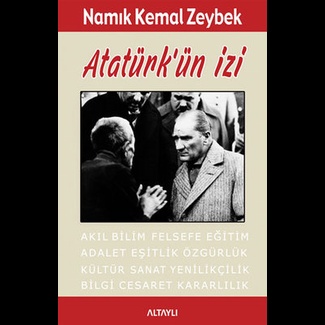 Namık Kemal Zeybek
Atatürk'ün izi
AKIL BİLİM FELSEFE EĞİTİM
ADALET EŞİTLİK ÖZGÜRLÜK
KÜLTÜR SANAT YENİLİKÇİLİK
BİLGİ CESARET KARARLILIK
ALTAYLI